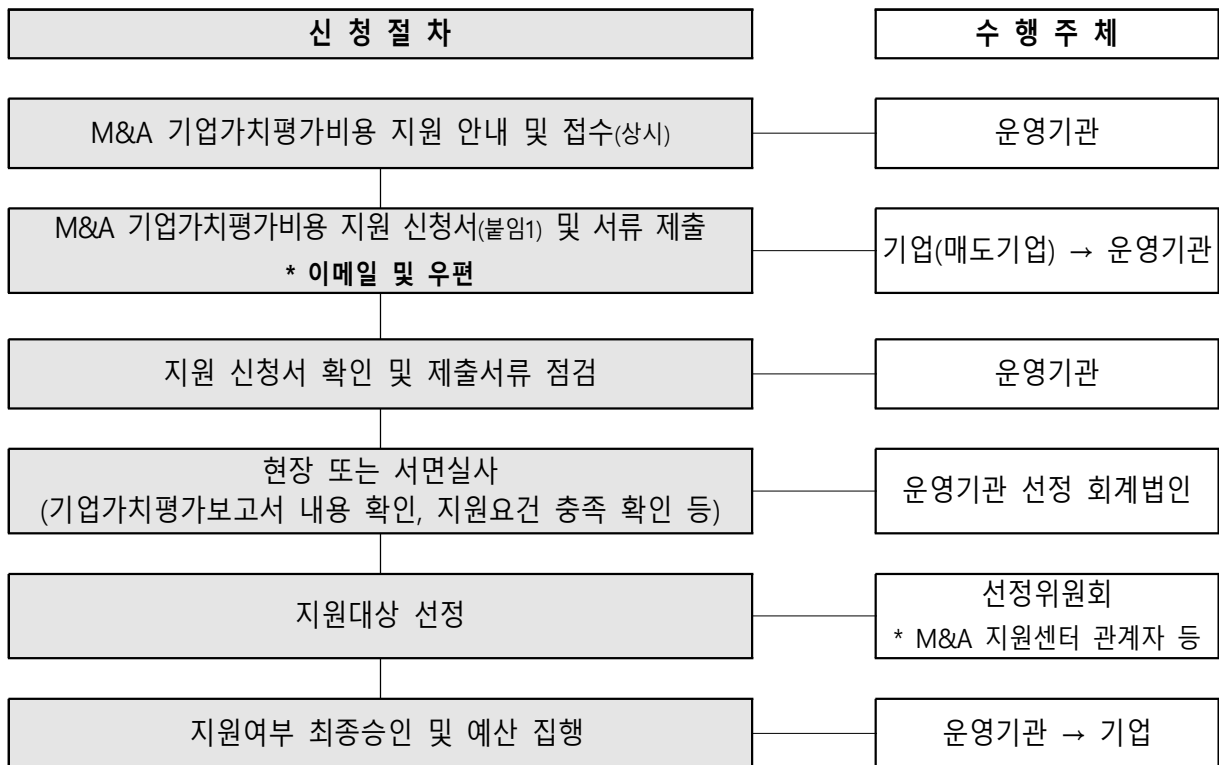 신 청 절 차
수 행 주 체
M&A 기업가치평가비용 지원 안내 및 접수(상시)
운영기관
M&A 기업가치평가비용 지원 신청서(붙임1) 및 서류 제출
* 이메일 및 우편
기업(매도기업) → 운영기관
지원 신청서 확인 및 제출서류 점검
운영기관
현장 또는 서면실사
(기업가치평가보고서 내용 확인, 지원요건 충족 확인 등)
운영기관 선정 회계법인
지원대상 선정
선정위원회
* M&A 지원센터 관계자 등
지원여부 최종승인 및 예산 집행
운영기관 → 기업